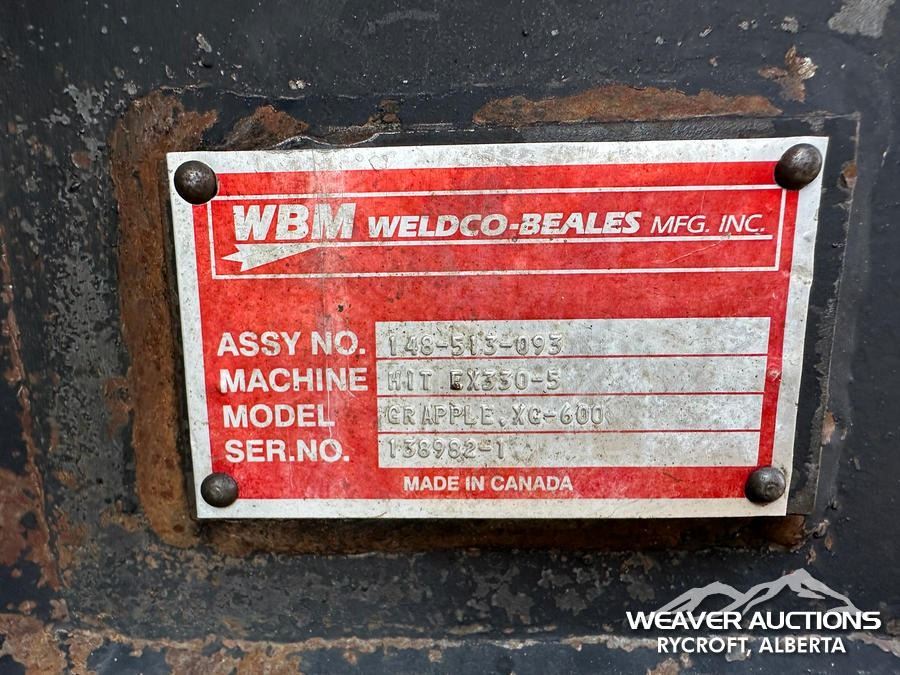 WBM WELDCO-BEALES MFG. INC.
ASSY NO. 148-513-093
MACHINE HIT EX330-5
MODEL GRAPPLE,XG-600
SER.NO. 138982-1
MADE IN CANADA
WEAVER AUCTIONS
RYCROFT, ALBERTA